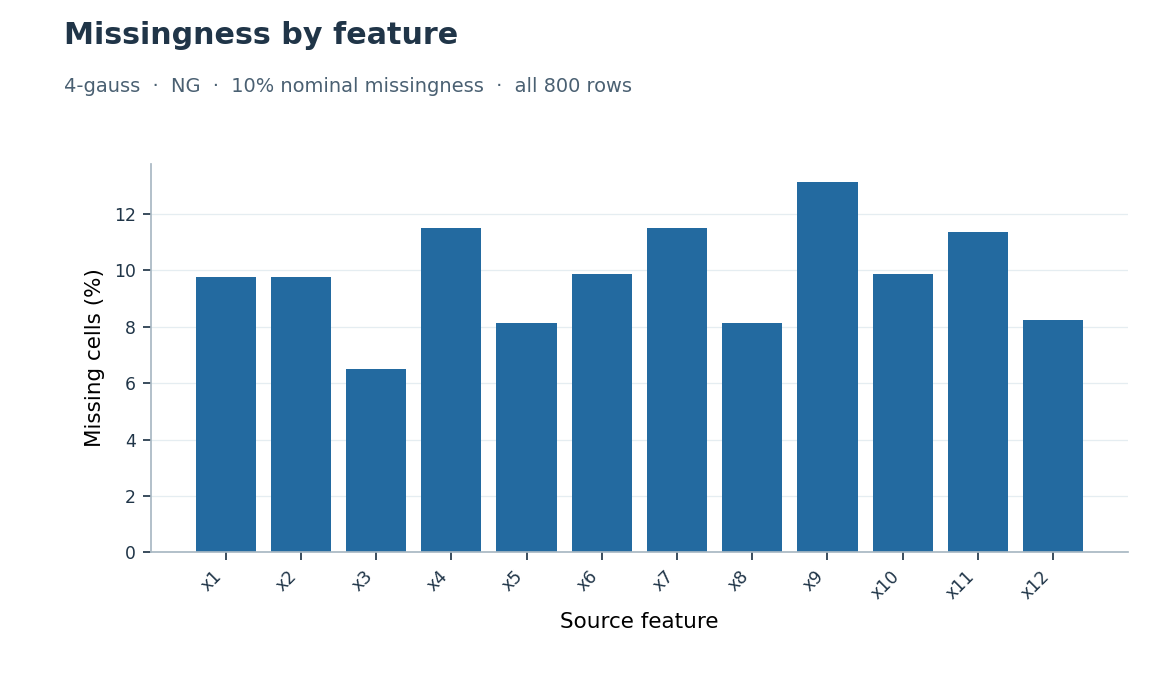 Missingness by feature
4-gauss · NG · 10% nominal missingness · all 800 rows
Missing cells (%)
12
10
8
6
4
2
0
x1 x2 x3 x4 x5 x6 x7 x8 x9 x10 x11 x12
Source feature